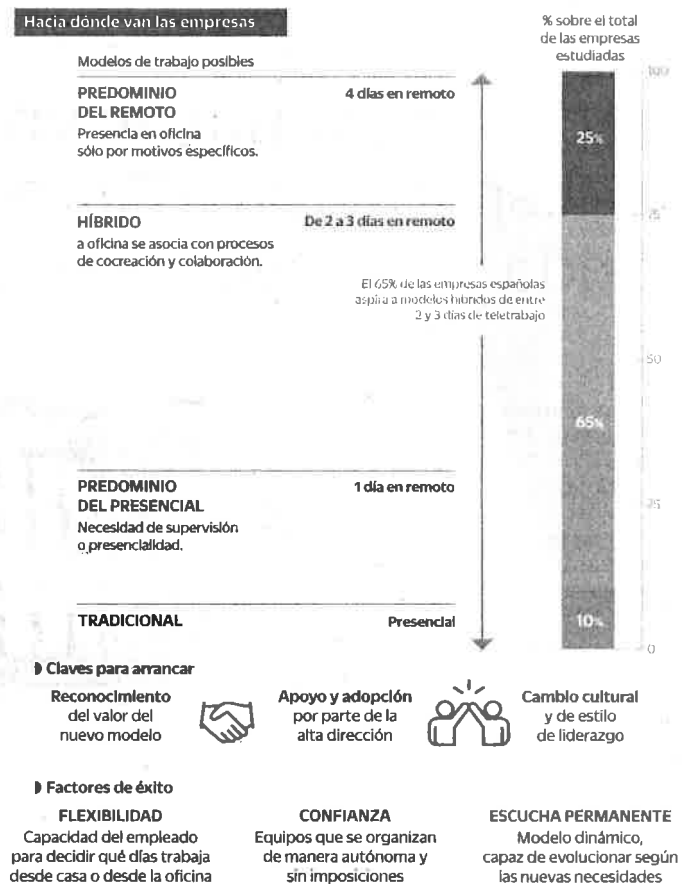 Hacia dónde van las empresas
% sobre el total
de las empresas
estudiadas
Modelos de trabajo posibles
PREDOMINIO
DEL REMOTO
4 días en remoto
Presencia en oficina
sólo por motivos específicos.
HÍBRIDO
De 2 a 3 días en remoto
a oficina se asocia con procesos
de cocreación y colaboración.
El 65% de las empresas españolas
aspira a modelos híbridos de entre
2 y 3 días de teletrabajo
PREDOMINIO
DEL PRESENCIAL
1 día en remoto
Necesidad de supervisión
o presencialidad.
TRADICIONAL
Presencial
100
75
50
25
0
25%
65%
10%
Claves para arrancar
Reconocimiento
del valor del
nuevo modelo
Apoyo y adopción
por parte de la
alta dirección
Cambio cultural
y de estilo
de liderazgo
Factores de éxito
FLEXIBILIDAD
Capacidad del empleado
para decidir qué días trabaja
desde casa o desde la oficina
CONFIANZA
Equipos que se organizan
de manera autónoma y
sin imposiciones
ESCUCHA PERMANENTE
Modelo dinámico,
capaz de evolucionar según
las nuevas necesidades